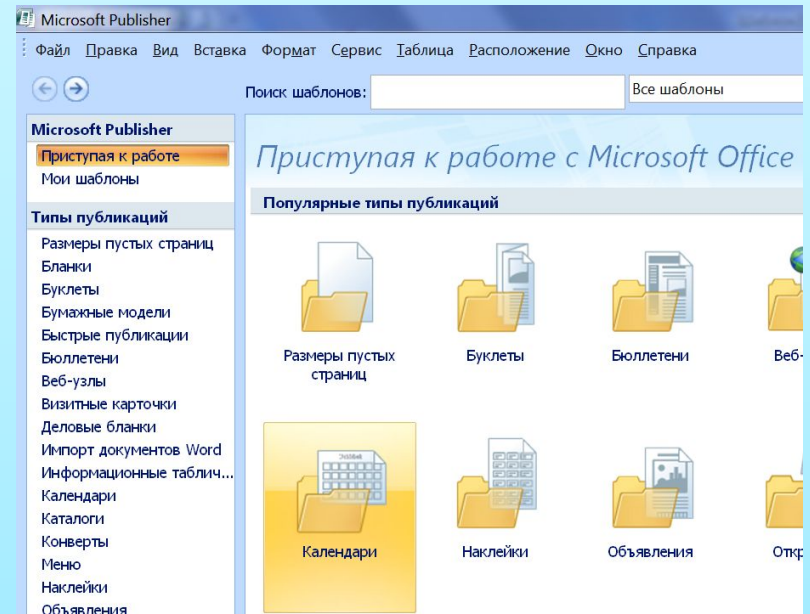 Microsoft Publisher
Файл Правка Вид Вставка Формат Сервис Таблица Расположение Окно Справка
Поиск шаблонов: Все шаблоны
Microsoft Publisher
Приступая к работе
Мои шаблоны
Типы публикаций
Размеры пустых страниц
Бланки
Буклеты
Бумажные модели
Быстрые публикации
Бюллетени
Веб-узлы
Визитные карточки
Деловые бланки
Импорт документов Word
Информационные таблич...
Календари
Каталоги
Конверты
Меню
Наклейки
Объявления
Приступая к работе с Microsoft Office
Популярные типы публикаций
Размеры пустых
страниц
Буклеты
Бюллетени
Веб-
Календари
Наклейки
Объявления
Откр